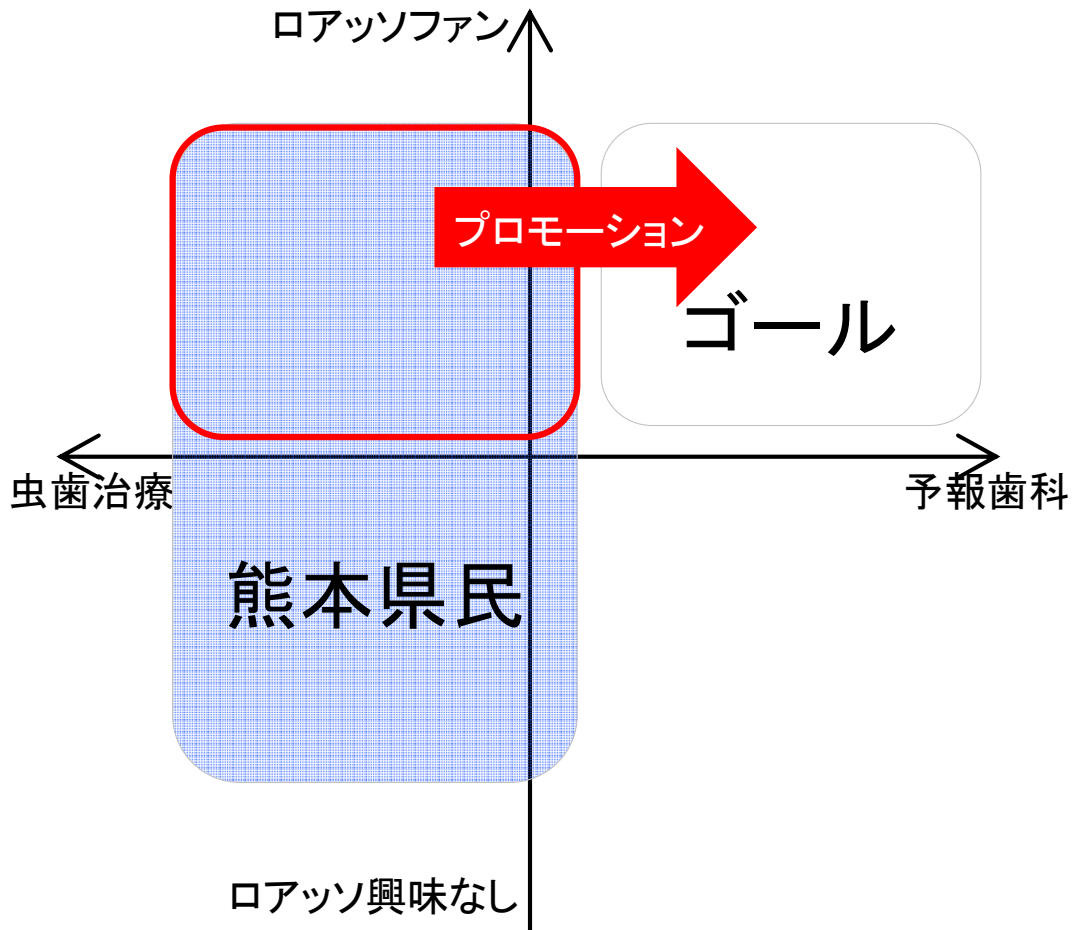 ロアッソファン
プロモーション
ゴール
虫歯治療
予報歯科
熊本県民
ロアッソ興味なし